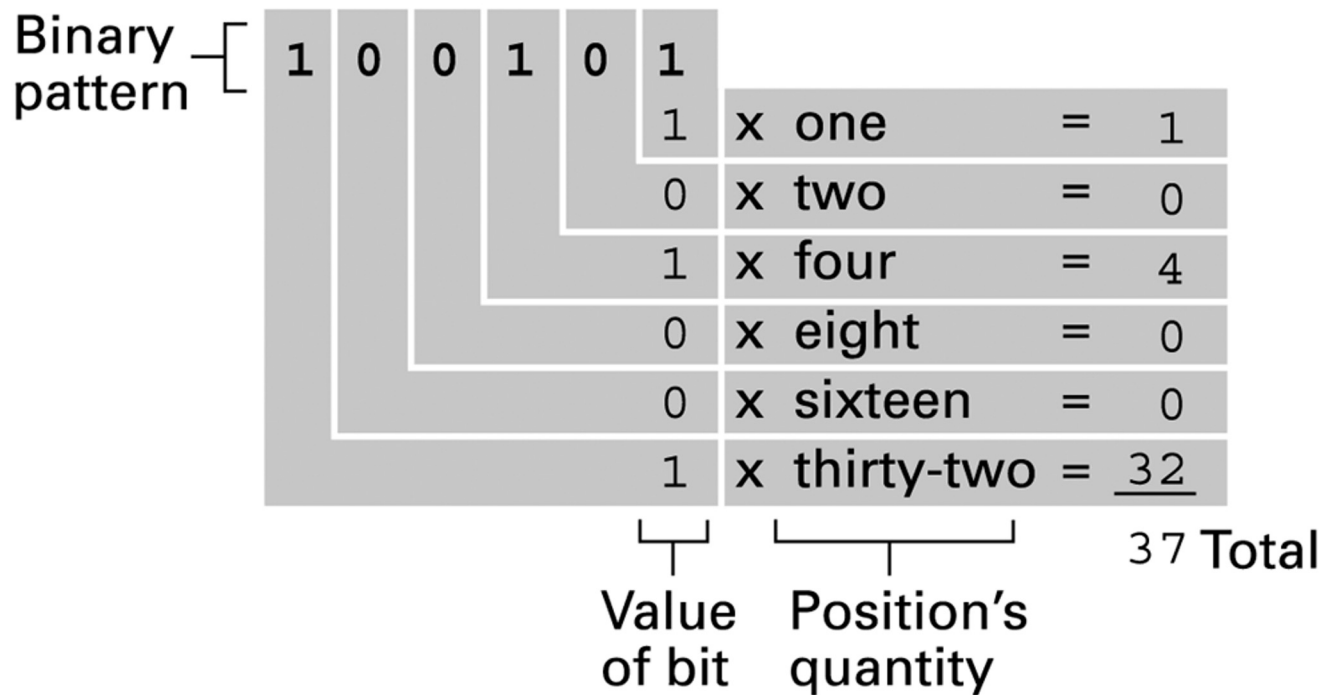 Binary
pattern
1 0 0 1 0 1
1 x one = 1
0 x two = 0
1 x four = 4
0 x eight = 0
0 x sixteen = 0
1 x thirty-two = 32
37 Total
Value
of bit
Position's
quantity